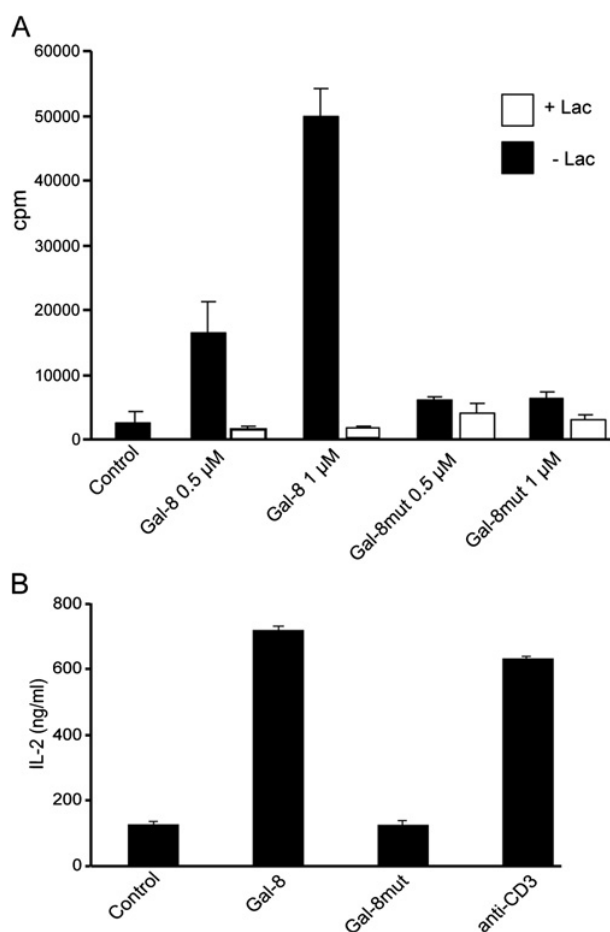 A
60000
50000
40000
30000
20000
10000
0
cpm
+ Lac
- Lac
Control
Gal-8 0.5 µM
Gal-8 1 µM
Gal-8mut 0.5 µM
Gal-8mut 1 µM
B
800
600
400
200
0
IL-2 (ng/ml)
Control
Gal-8
Gal-8mut
anti-CD3